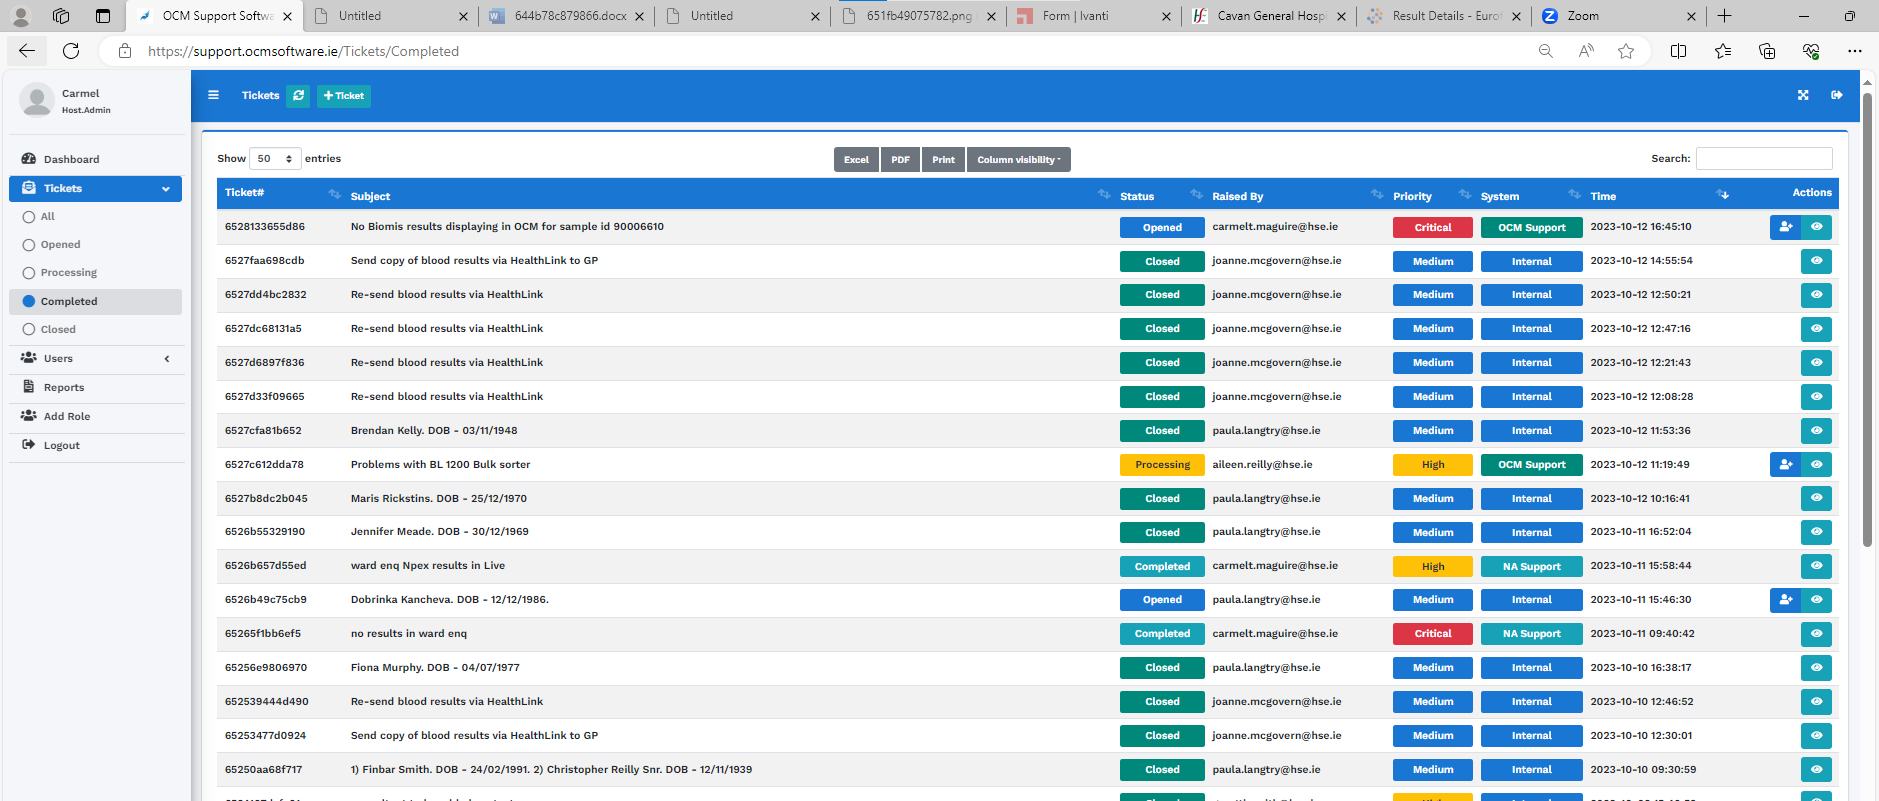 OCM Support Softwa
Untitled
644b78c879866.docx
Untitled
651fb49075782.png
Form | Ivanti
Cavan General Hosp
Result Details - Eurof
Zoom
https://support.ocmsoftware.ie/Tickets/Completed
Carmel
Host.Admin
Tickets
+ Ticket
Dashboard
Tickets
All
Opened
Processing
Completed
Closed
Users
Reports
Add Role
Logout
Show 50 entries
Excel PDF Print Column visibility
Search:
Ticket# Subject Status Raised By Priority System Time Actions
6528133655d86 No Biomis results displaying in OCM for sample id 90006610 Opened carmelt.maguire@hse.ie Critical OCM Support 2023-10-12 16:45:10
6527faa698cdb Send copy of blood results via HealthLink to GP Closed joanne.mcgovern@hse.ie Medium Internal 2023-10-12 14:55:54
6527dd4bc2832 Re-send blood results via HealthLink Closed joanne.mcgovern@hse.ie Medium Internal 2023-10-12 12:50:21
6527dc68131a5 Re-send blood results via HealthLink Closed joanne.mcgovern@hse.ie Medium Internal 2023-10-12 12:47:16
6527d6897f836 Re-send blood results via HealthLink Closed joanne.mcgovern@hse.ie Medium Internal 2023-10-12 12:21:43
6527d33f09665 Re-send blood results via HealthLink Closed joanne.mcgovern@hse.ie Medium Internal 2023-10-12 12:08:28
6527cfa81b652 Brendan Kelly. DOB - 03/11/1948 Closed paula.langtry@hse.ie Medium Internal 2023-10-12 11:53:36
6527c612dda78 Problems with BL 1200 Bulk sorter Processing aileen.reilly@hse.ie High OCM Support 2023-10-12 11:19:49
6527b8dc2b045 Maris Rickstins. DOB - 25/12/1970 Closed paula.langtry@hse.ie Medium Internal 2023-10-12 10:16:41
6526b55329190 Jennifer Meade. DOB - 30/12/1969 Closed paula.langtry@hse.ie Medium Internal 2023-10-11 16:52:04
6526b657d55ed ward enq Npex results in Live Completed carmelt.maguire@hse.ie High NA Support 2023-10-11 15:58:44
6526b49c75cb9 Dobrinka Kancheva. DOB - 12/12/1986. Opened paula.langtry@hse.ie Medium Internal 2023-10-11 15:46:30
65265f1bb6ef5 no results in ward enq Completed carmelt.maguire@hse.ie Critical NA Support 2023-10-11 09:40:42
65256e9806970 Fiona Murphy. DOB - 04/07/1977 Closed paula.langtry@hse.ie Medium Internal 2023-10-10 16:38:17
652539444d490 Re-send blood results via HealthLink Closed joanne.mcgovern@hse.ie Medium Internal 2023-10-10 12:46:52
65253477d0924 Send copy of blood results via HealthLink to GP Closed joanne.mcgovern@hse.ie Medium Internal 2023-10-10 12:30:01
65250aa68f717 1) Finbar Smith. DOB - 24/02/1991. 2) Christopher Reilly Snr. DOB - 12/11/1939 Closed paula.langtry@hse.ie Medium Internal 2023-10-10 09:30:59